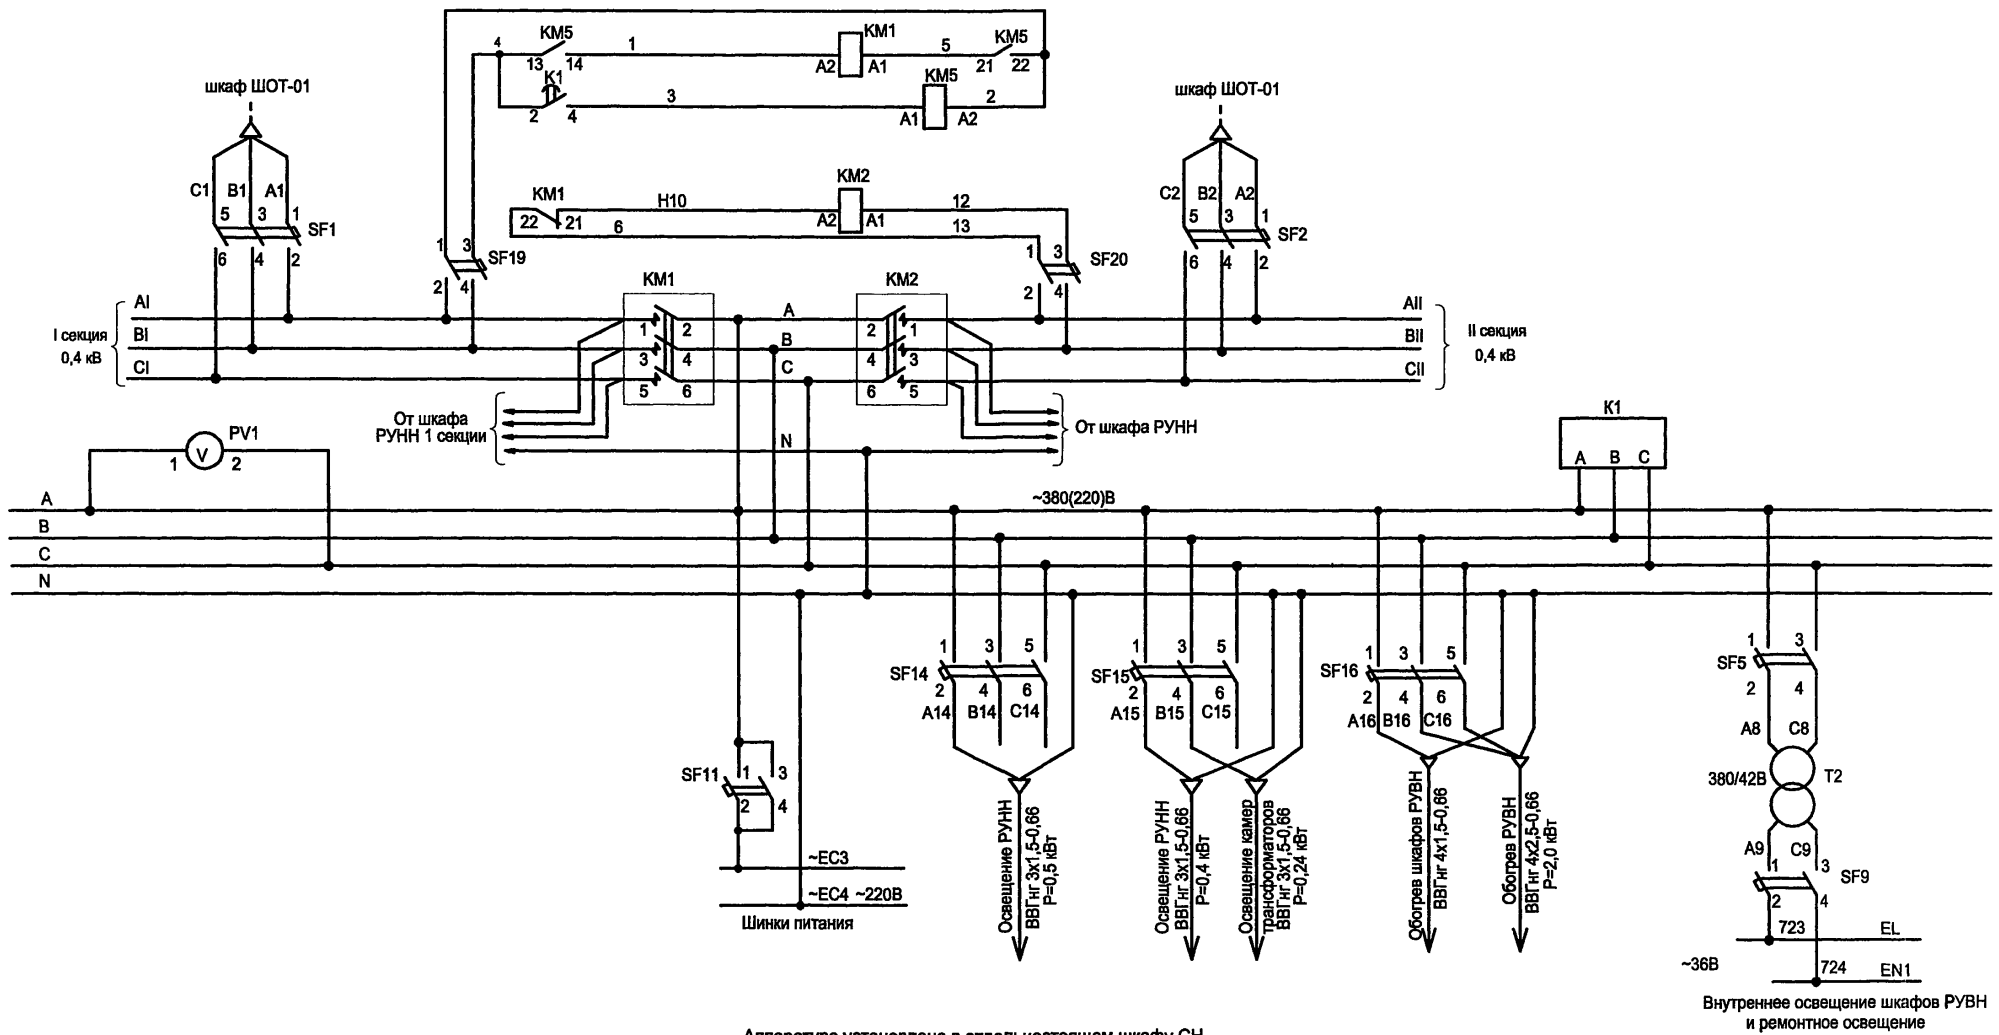 KM5
KM1
KM5
4
1
5
13
14
A2
A1
21
22
K1
KM5
3
2
2
4
A1
A2
шкаф ШОТ-01
шкаф ШОТ-01
C1
B1
A1
5
3
1
SF1
6
4
2
KM1
H10
KM2
12
22
21
A2
A1
6
13
1
3
SF19
2
4
1
3
SF20
2
4
C2
B2
A2
5
3
1
SF2
6
4
2
KM1
KM2
I секция
0,4 кВ
AI
BI
CI
1
2
3
4
5
6
A
B
C
2
1
4
3
6
5
AII
BII
CII
II секция
0,4 кВ
От шкафа
РУНН 1 секции
N
От шкафа РУНН
PV1
1
V
2
K1
A
B
C
~380(220)В
A
B
C
N
SF14
1
3
5
2
4
6
A14
B14
C14
SF15
1
3
5
2
4
6
A15
B15
C15
SF16
1
3
5
2
4
6
A16
B16
C16
SF5
1
3
2
4
A8
C8
380/42В
T2
A9
C9
1
3
SF9
2
4
723
EL
~36В
724
EN1
Внутреннее освещение шкафов РУВН
и ремонтное освещение
SF11
1
3
2
4
~EC3
~EC4 ~220В
Шинки питания
Освещение РУНН
ВВГнг 3х1,5-0,66
Р=0,5 кВт
Освещение РУНН
ВВГнг 3х1,5-0,66
Р=0,4 кВт
Освещение камер
трансформаторов
ВВГнг 3х1,5-0,66
Р=0,24 кВт
Обогрев шкафов РУВН
ВВГнг 4х1,5-0,66
Обогрев РУВН
ВВГнг 4х2,5-0,66
Р=2,0 кВт